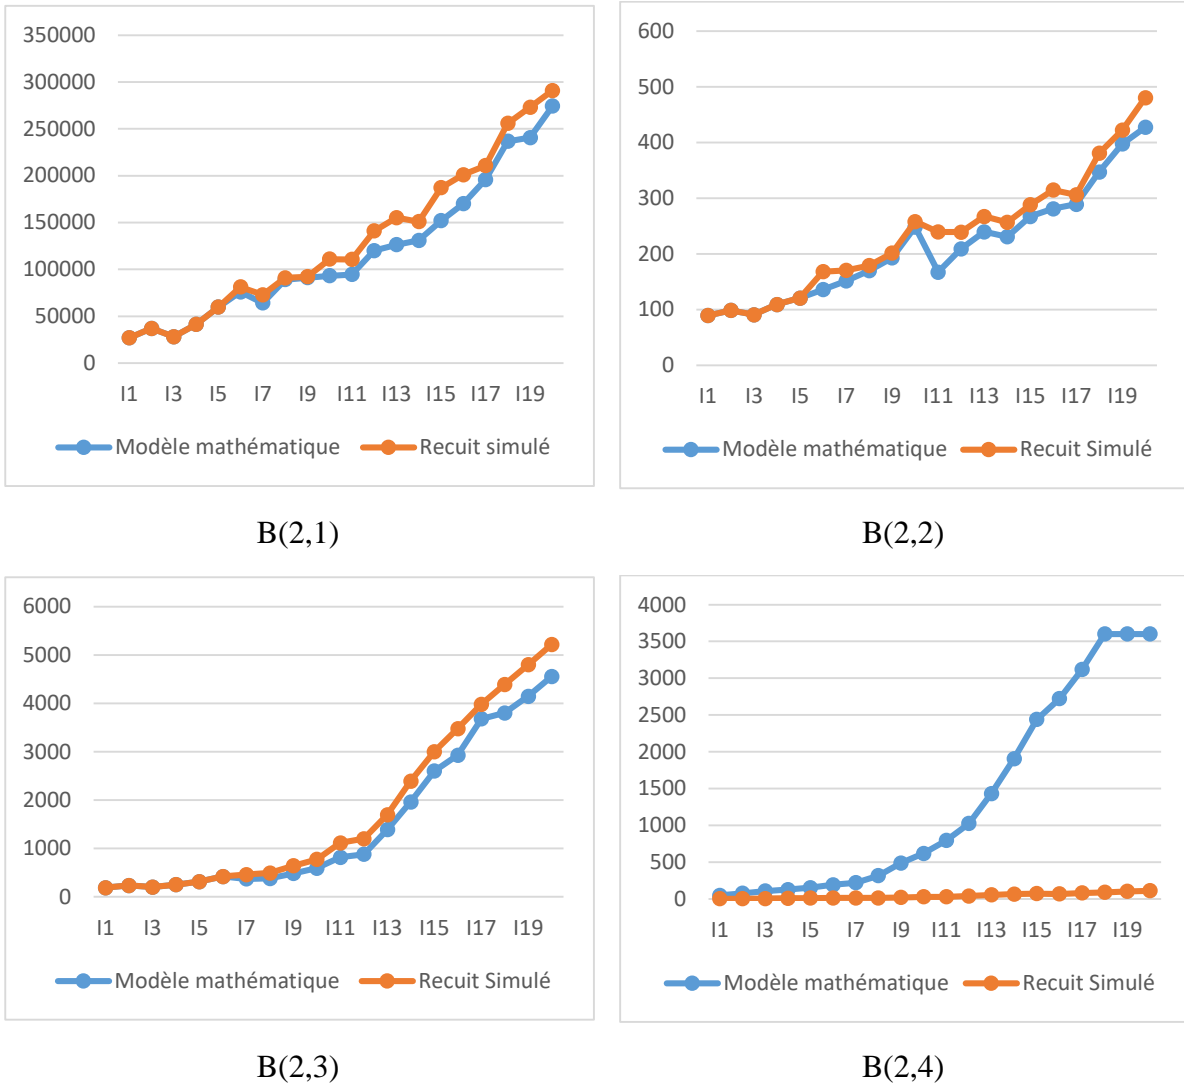 350000
300000
250000
200000
150000
100000
50000
0
I1 I3 I5 I7 I9 I11 I13 I15 I17 I19
Modèle mathématique Recuit simulé
B(2,1)
600
500
400
300
200
100
0
I1 I3 I5 I7 I9 I11 I13 I15 I17 I19
Modèle mathématique Recuit Simulé
B(2,2)
6000
5000
4000
3000
2000
1000
0
I1 I3 I5 I7 I9 I11 I13 I15 I17 I19
Modèle mathématique Recuit Simulé
B(2,3)
4000
3500
3000
2500
2000
1500
1000
500
0
I1 I3 I5 I7 I9 I11 I13 I15 I17 I19
Modèle mathématique Recuit Simulé
B(2,4)